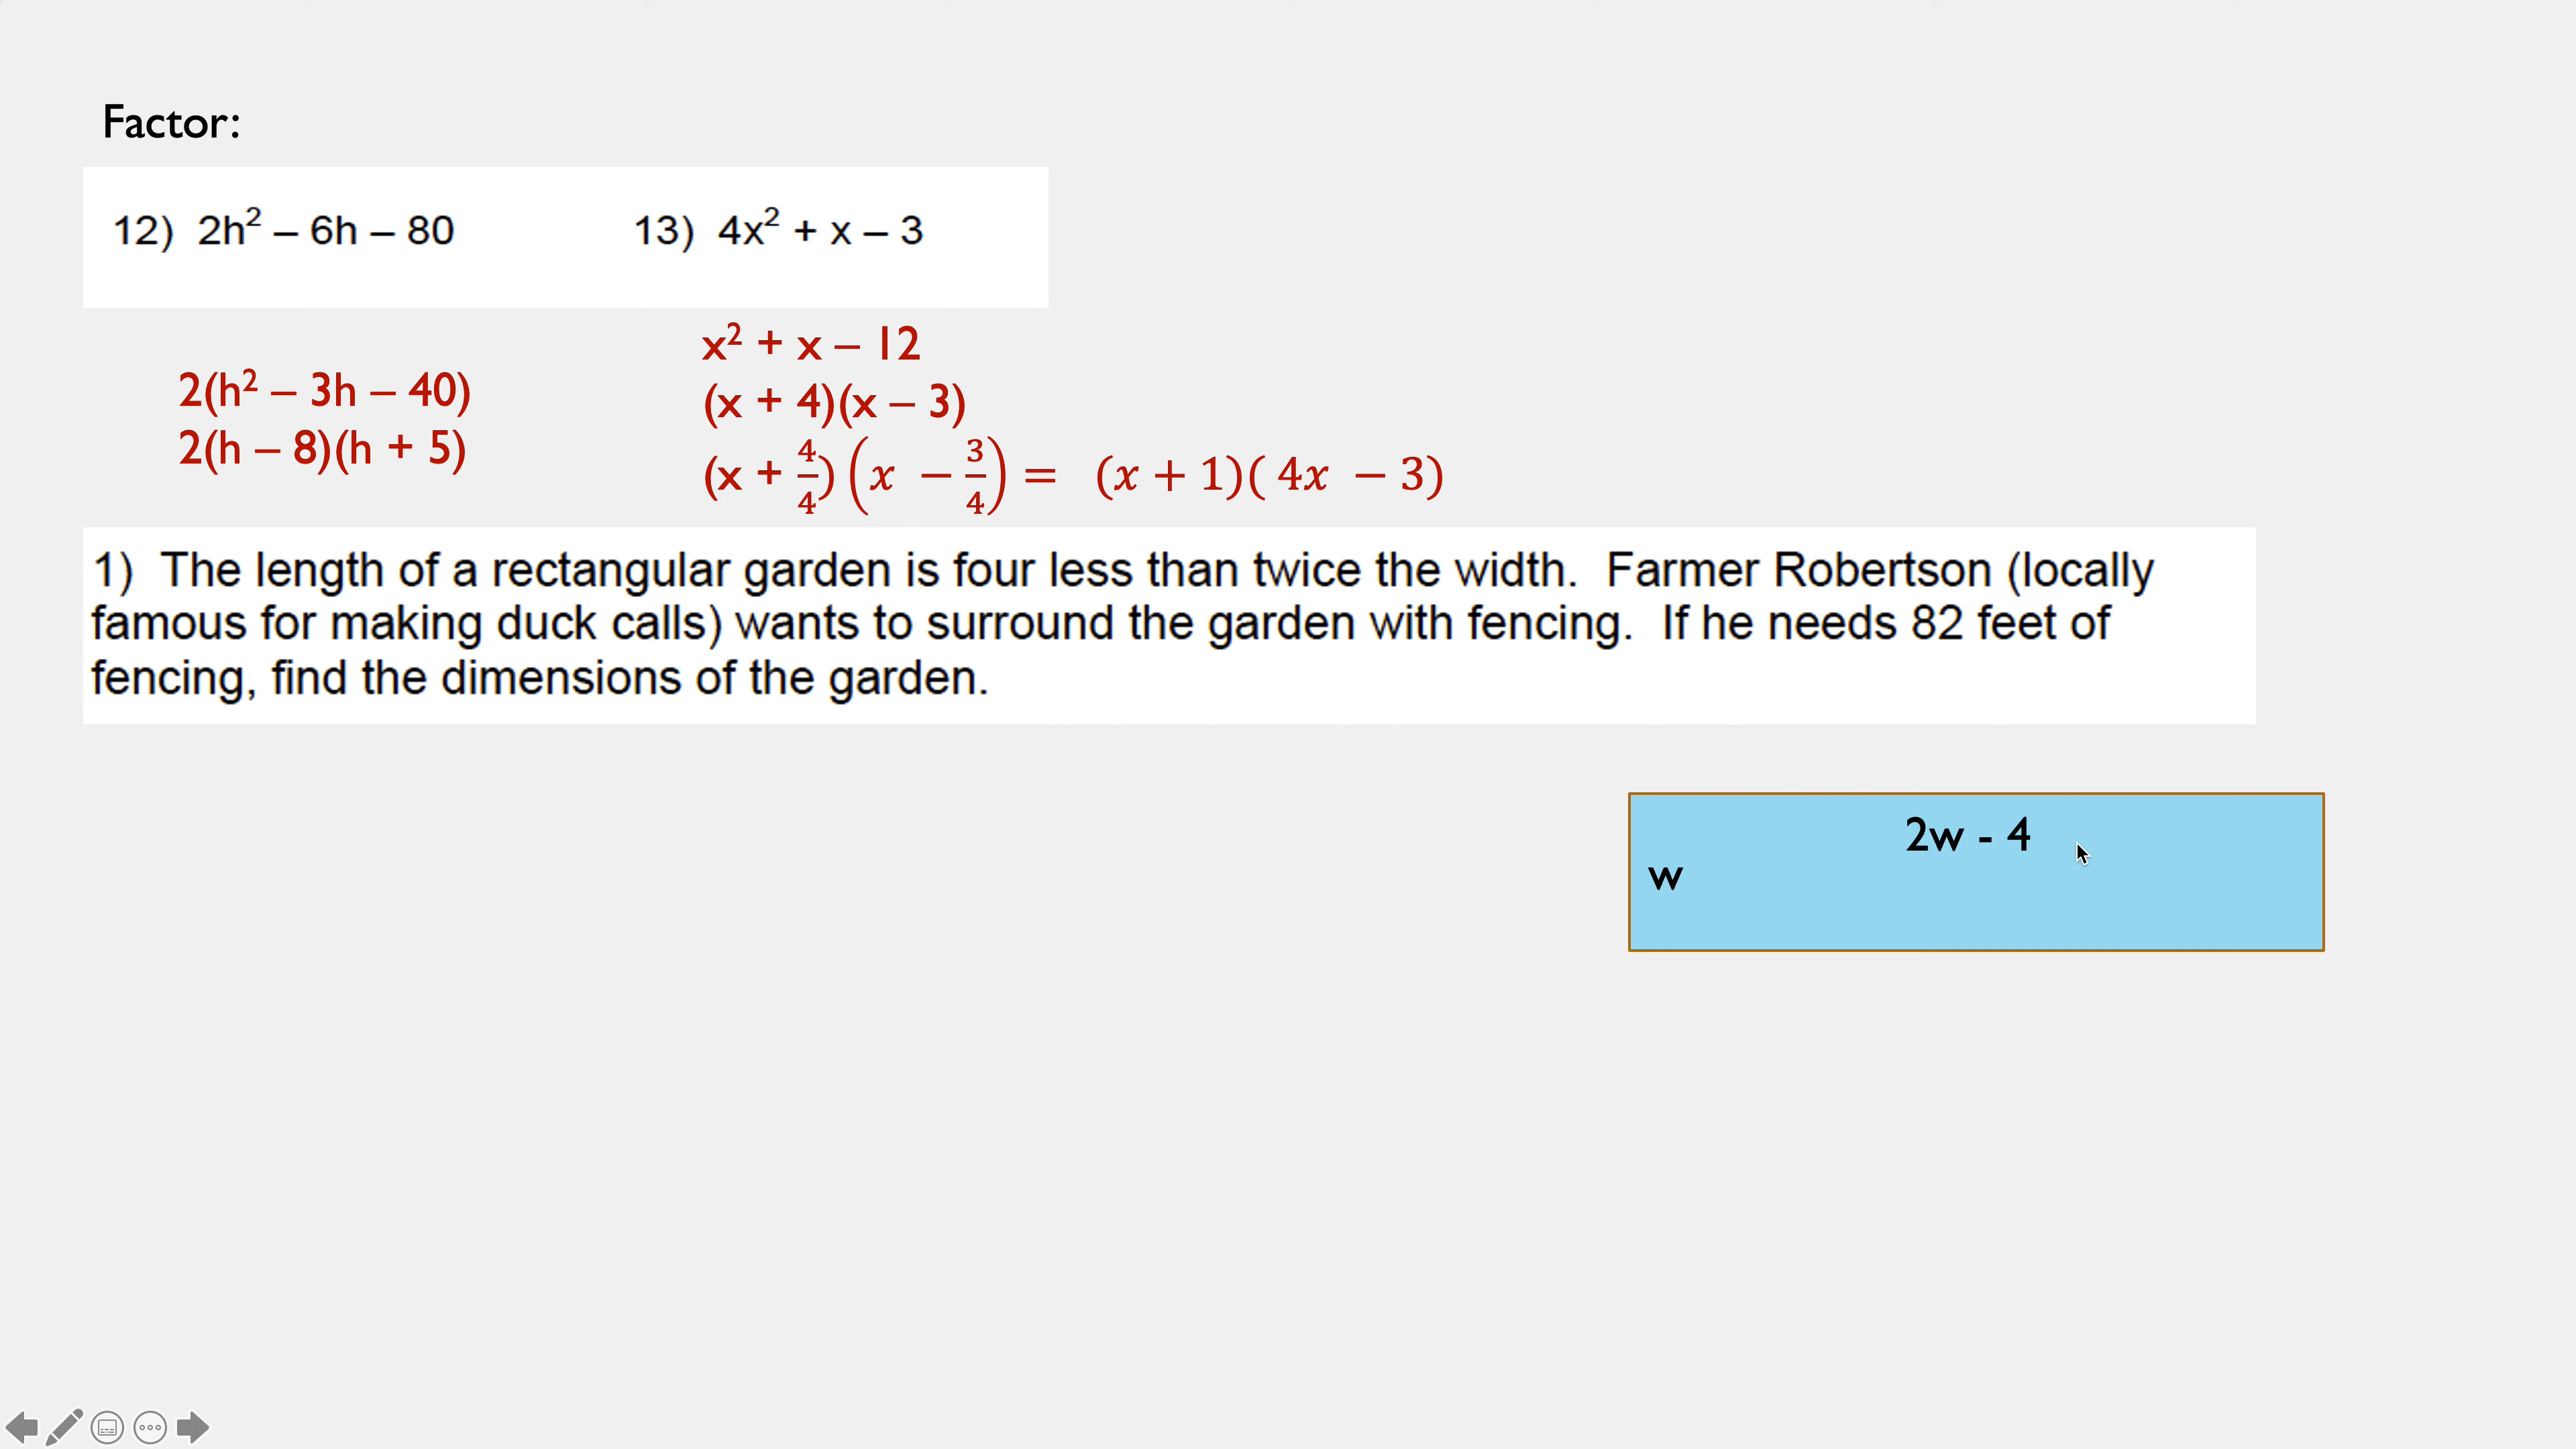 Factor:
12) 2h² – 6h – 80 13) 4x² + x – 3
2(h² – 3h – 40)
2(h – 8)(h + 5)
x² + x – 12
(x + 4)(x – 3)
(x + 4/4)(x − 3/4) = (x + 1)( 4x − 3)
1) The length of a rectangular garden is four less than twice the width. Farmer Robertson (locally
famous for making duck calls) wants to surround the garden with fencing. If he needs 82 feet of
fencing, find the dimensions of the garden.
2w - 4
w